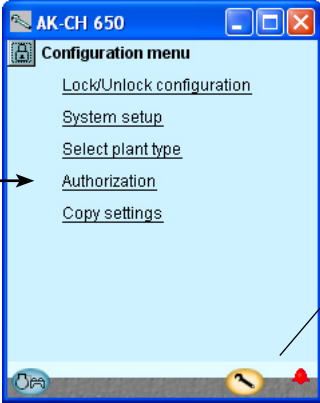 AK-CH 650
Configuration menu
Lock/Unlock configuration
System setup
Select plant type
Authorization
Copy settings